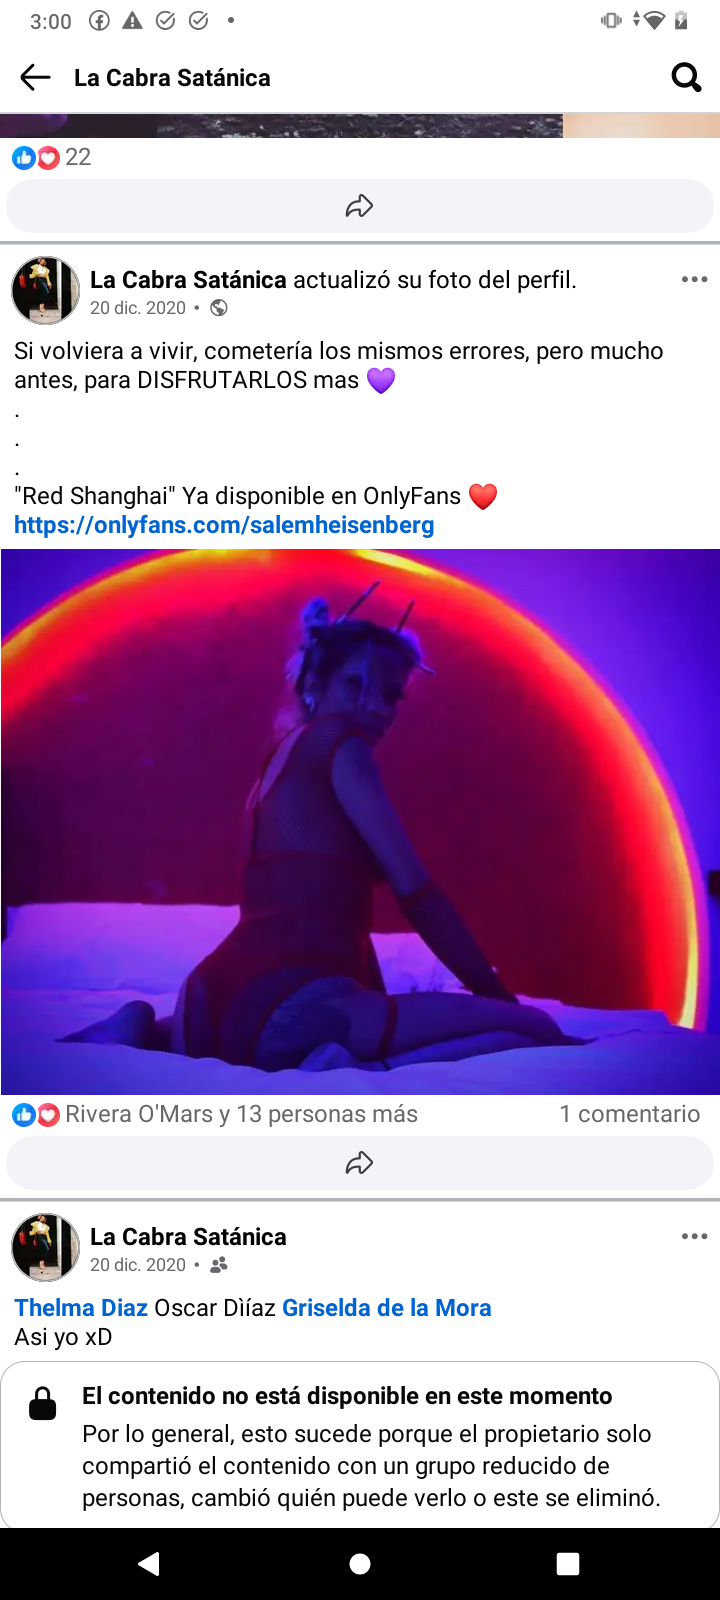 3:00
La Cabra Satánica
22
La Cabra Satánica actualizó su foto del perfil.
20 dic. 2020
Si volviera a vivir, cometería los mismos errores, pero mucho
antes, para DISFRUTARLOS mas 💜
.
.
.
"Red Shanghai" Ya disponible en OnlyFans ❤️
https://onlyfans.com/salemheisenberg
Rivera O'Mars y 13 personas más 1 comentario
La Cabra Satánica
20 dic. 2020
Thelma Diaz Oscar Dìíaz Griselda de la Mora
Asi yo xD
El contenido no está disponible en este momento
Por lo general, esto sucede porque el propietario solo
compartió el contenido con un grupo reducido de
personas, cambió quién puede verlo o este se eliminó.